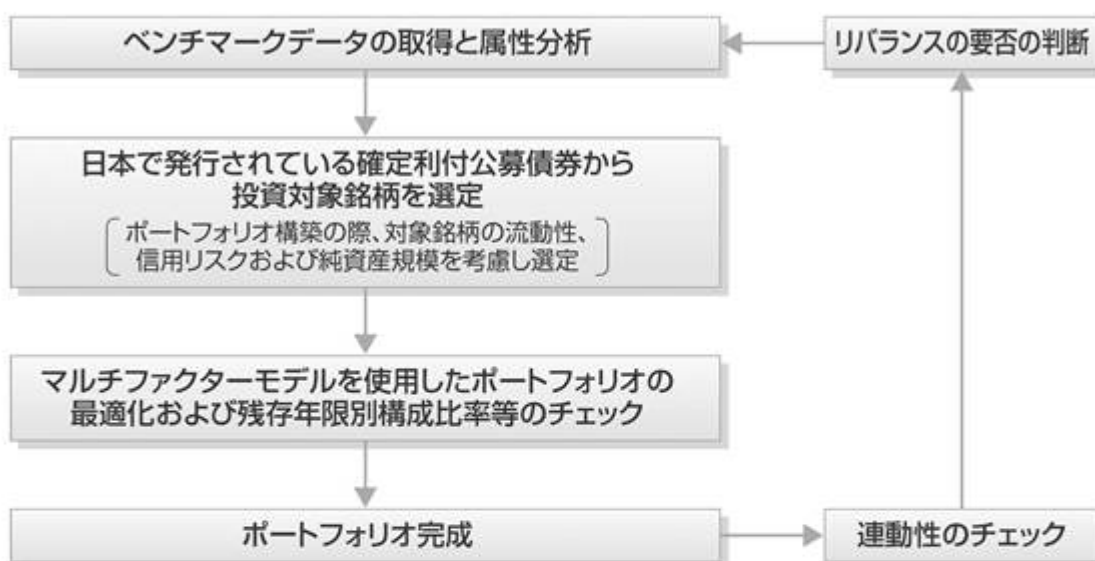 ベンチマークデータの取得と属性分析
リバランスの要否の判断
日本で発行されている確定利付公募債券から
投資対象銘柄を選定
ポートフォリオ構築の際、対象銘柄の流動性、
信用リスクおよび純資産規模を考慮し選定
マルチファクターモデルを使用したポートフォリオの
最適化および残存年限別構成比率等のチェック
ポートフォリオ完成
連動性のチェック